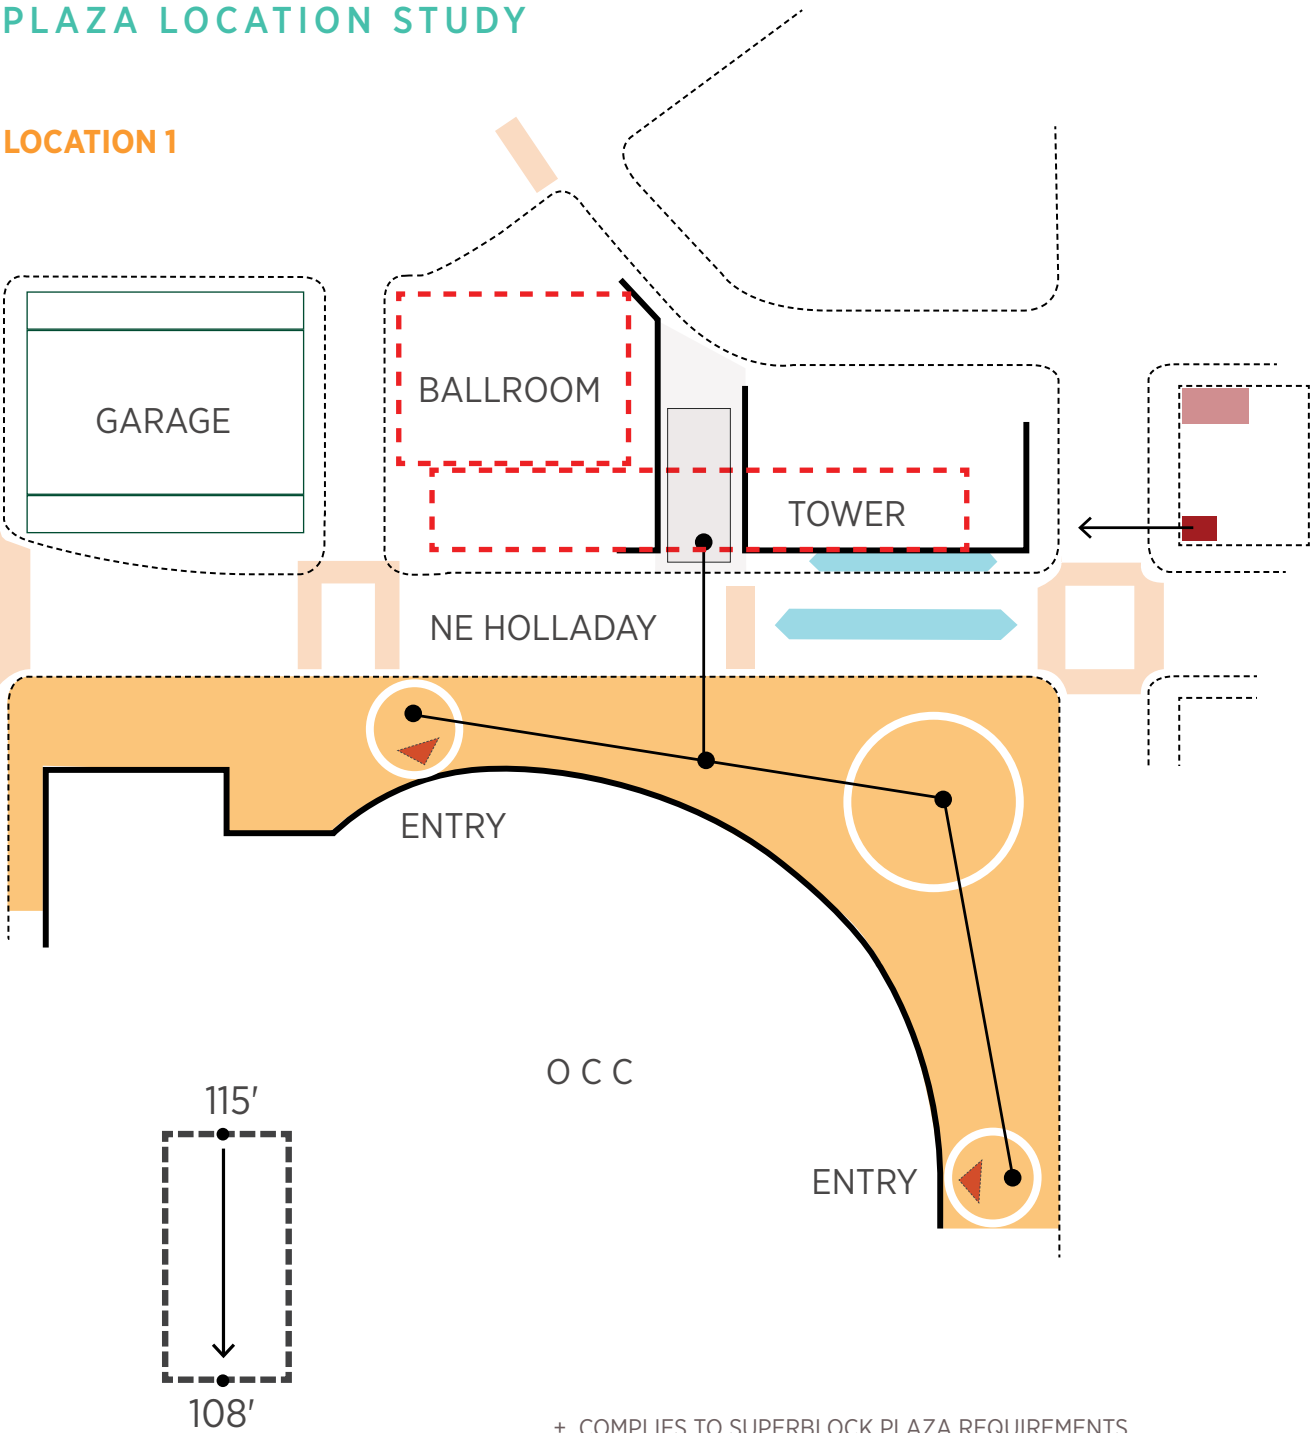 PLAZA LOCATION STUDY
LOCATION 1
BALLROOM
GARAGE
TOWER
NE HOLLADAY
ENTRY
O C C
115'
ENTRY
108'
+ COMPLIES TO SUPERBLOCK PLAZA REQUIREMENTS